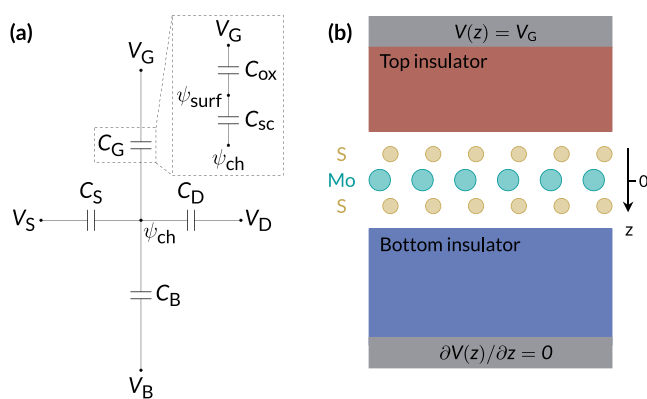 (a)
V_G
V_G
C_ox
ψ_surf
C_sc
ψ_ch
C_G
C_S
C_D
V_S
ψ_ch
V_D
C_B
V_B
(b)
V(z) = V_G
Top insulator
S
Mo
S
0
z
Bottom insulator
∂V(z)/∂z = 0